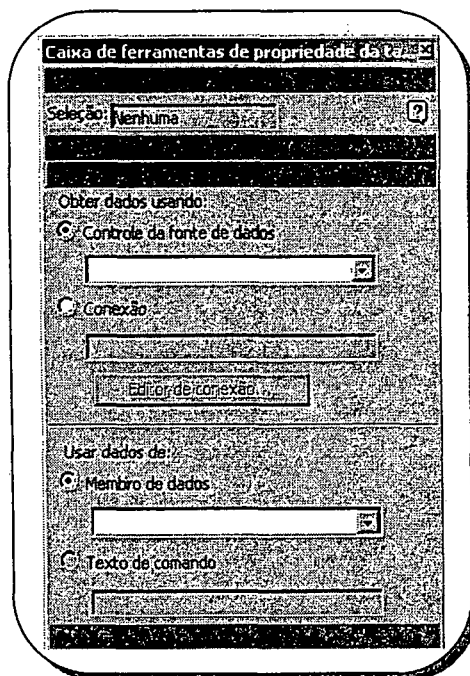 Caixa de ferramentas de propriedade da ta...
Seleção: Nenhuma
?
Obter dados usando:
Controle da fonte de dados
Conexão
Editor de conexão...
Usar dados de:
Membro de dados
Texto de comando